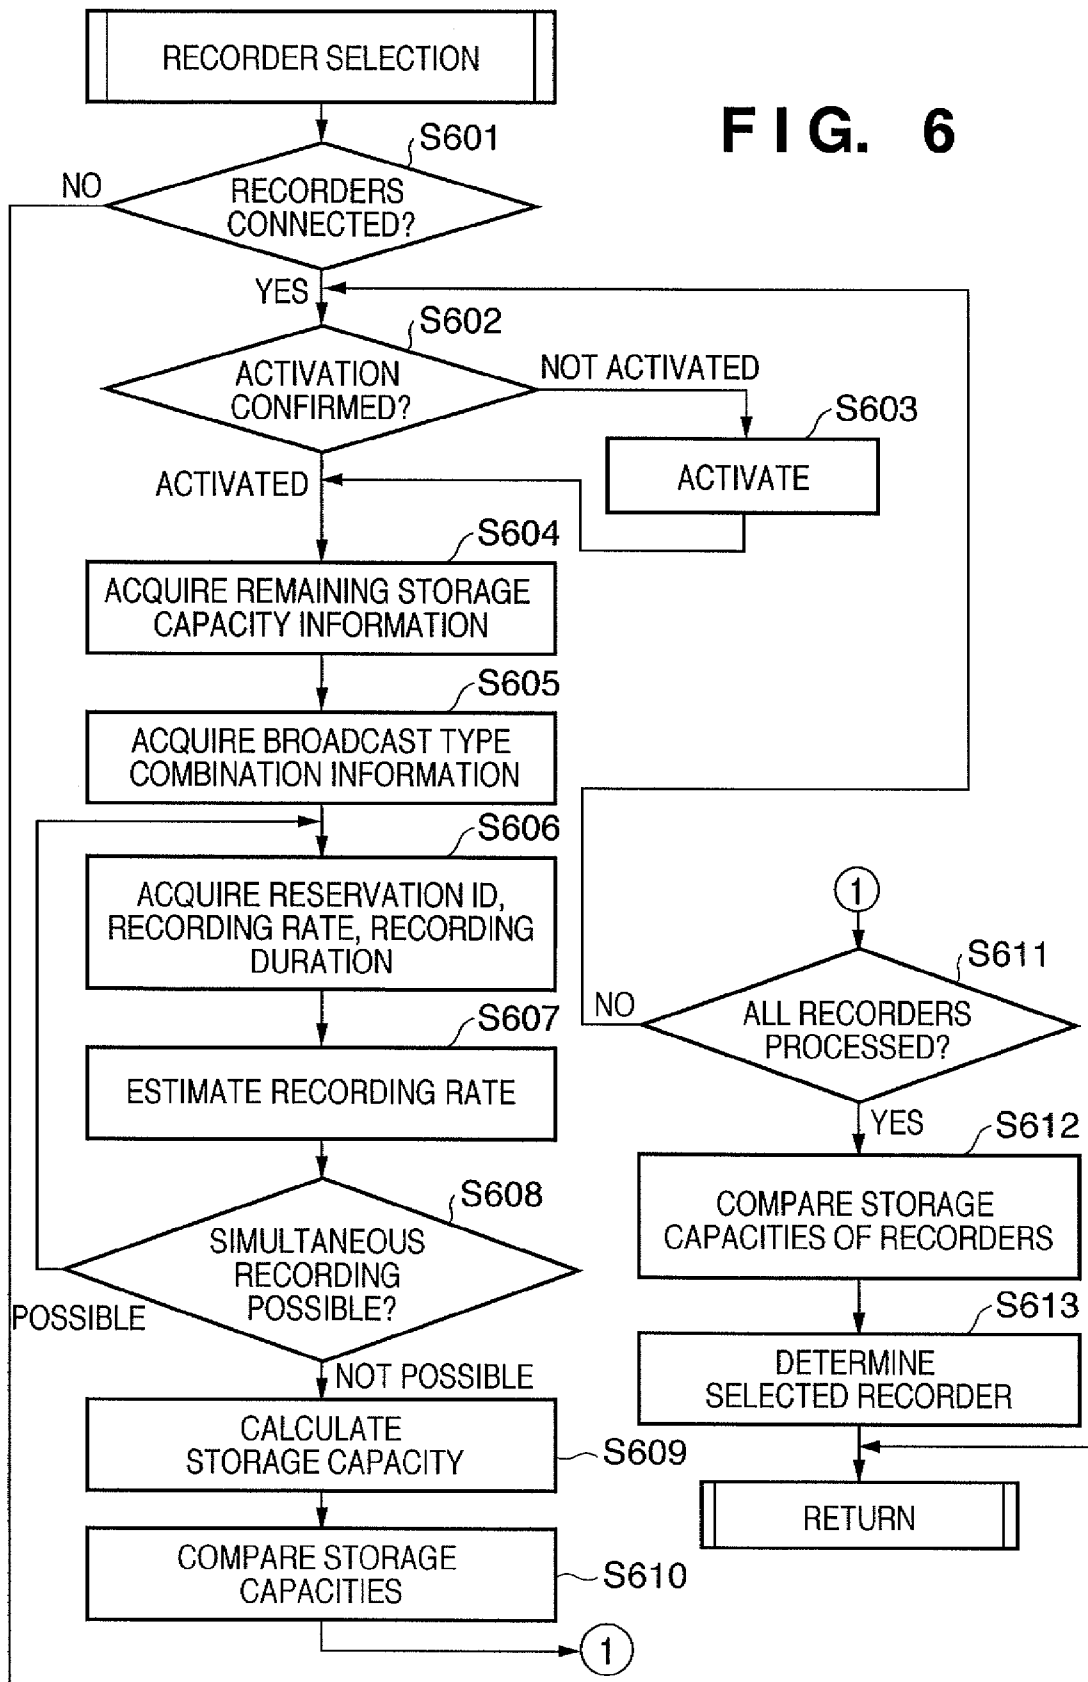 RECORDER SELECTION
FIG. 6
S601
NO
RECORDERS
CONNECTED?
YES
S602
ACTIVATION
CONFIRMED?
NOT ACTIVATED
S603
ACTIVATE
ACTIVATED
S604
ACQUIRE REMAINING STORAGE
CAPACITY INFORMATION
S605
ACQUIRE BROADCAST TYPE
COMBINATION INFORMATION
S606
ACQUIRE RESERVATION ID,
RECORDING RATE, RECORDING
DURATION
S607
ESTIMATE RECORDING RATE
S608
SIMULTANEOUS
RECORDING
POSSIBLE?
POSSIBLE
NOT POSSIBLE
CALCULATE
STORAGE CAPACITY
S609
COMPARE STORAGE
CAPACITIES
S610
1
1
S611
NO
ALL RECORDERS
PROCESSED?
YES
S612
COMPARE STORAGE
CAPACITIES OF RECORDERS
S613
DETERMINE
SELECTED RECORDER
RETURN